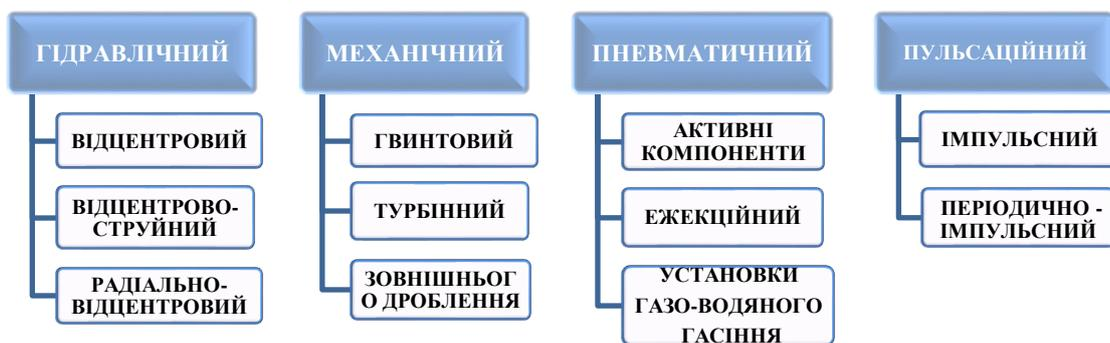 ГІДРАВЛІЧНИЙ
ВІДЦЕНТРОВИЙ
ВІДЦЕНТРОВО-
СТРУЙНИЙ
РАДІАЛЬНО-
ВІДЦЕНТРОВИЙ
МЕХАНІЧНИЙ
ГВИНТОВИЙ
ТУРБІННИЙ
ЗОВНІШНЬОГ
О ДРОБЛЕННЯ
ПНЕВМАТИЧНИЙ
АКТИВНІ
КОМПОНЕНТИ
ЕЖЕКЦІЙНИЙ
УСТАНОВКИ
ГАЗО-ВОДЯНОГО
ГАСІННЯ
ПУЛЬСАЦІЙНИЙ
ІМПУЛЬСНИЙ
ПЕРІОДИЧНО -
ІМПУЛЬСНИЙ